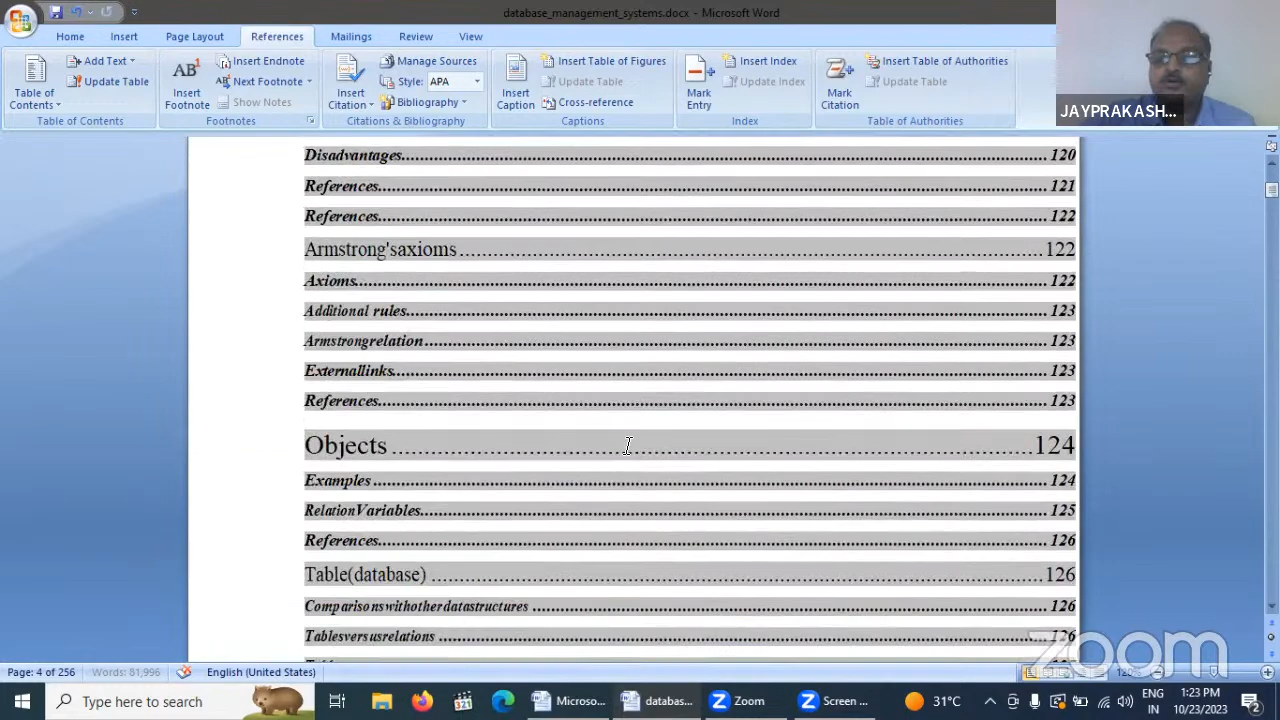 database_management_systems.docx - Microsoft Word
Home Insert Page Layout References Mailings Review View
Table of Contents
Add Text
Update Table
Table of Contents
AB1
Insert Footnote
Insert Endnote
Next Footnote
Show Notes
Footnotes
Insert Citation
Manage Sources
Style: APA
Bibliography
Citations & Bibliography
Insert Caption
Insert Table of Figures
Update Table
Cross-reference
Captions
Mark Entry
Insert Index
Update Index
Index
Mark Citation
Insert Table of Authorities
Update Table
Table of Authorities
JAYPRAKASH...
Disadvantages 120
References 121
References 122
Armstrong'saxioms 122
Axioms 122
Additional rules 123
Armstrongrelation 123
Externallinks 123
References 123
Objects 124
Examples 124
RelationVariables 125
References 126
Table(database) 126
Comparisonswithotherdatastructures 126
Tablesversusrelations 126
zoom
Page: 4 of 256 Words: 81,996 English (United States)
Type here to search
Microso...
databas...
Zoom
Screen ...
31°C
ENG
IN
1:23 PM
10/23/2023
2